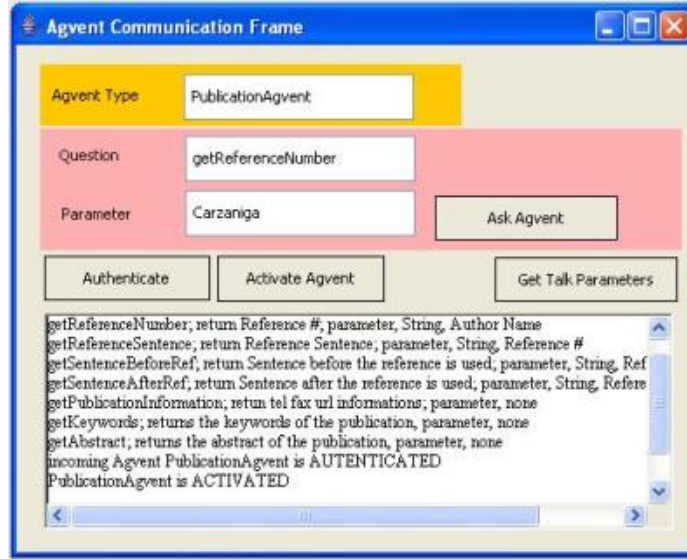 Agvent Communication Frame
Agvent Type PublicationAgvent
Question getReferenceNumber
Parameter Carzaniga Ask Agvent
Authenticate Activate Agvent Get Talk Parameters
getReferenceNumber; return Reference #, parameter, String, Author Name
getReferenceSentence; return Reference Sentence; parameter, String, Reference #
getSentenceBeforeRef; return Sentence before the reference is used; parameter, String, Ref
getSentenceAfterRef; return Sentence after the reference is used; parameter, String, Refere
getPublicationInformation; retun tel fax url informations; parameter, none
getKeywords; returns the keywords of the publication, parameter, none
getAbstract; returns the abstract of the publication, parameter, none
incoming Agvent PublicationAgvent is AUTENTICATED
PublicationAgvent is ACTIVATED